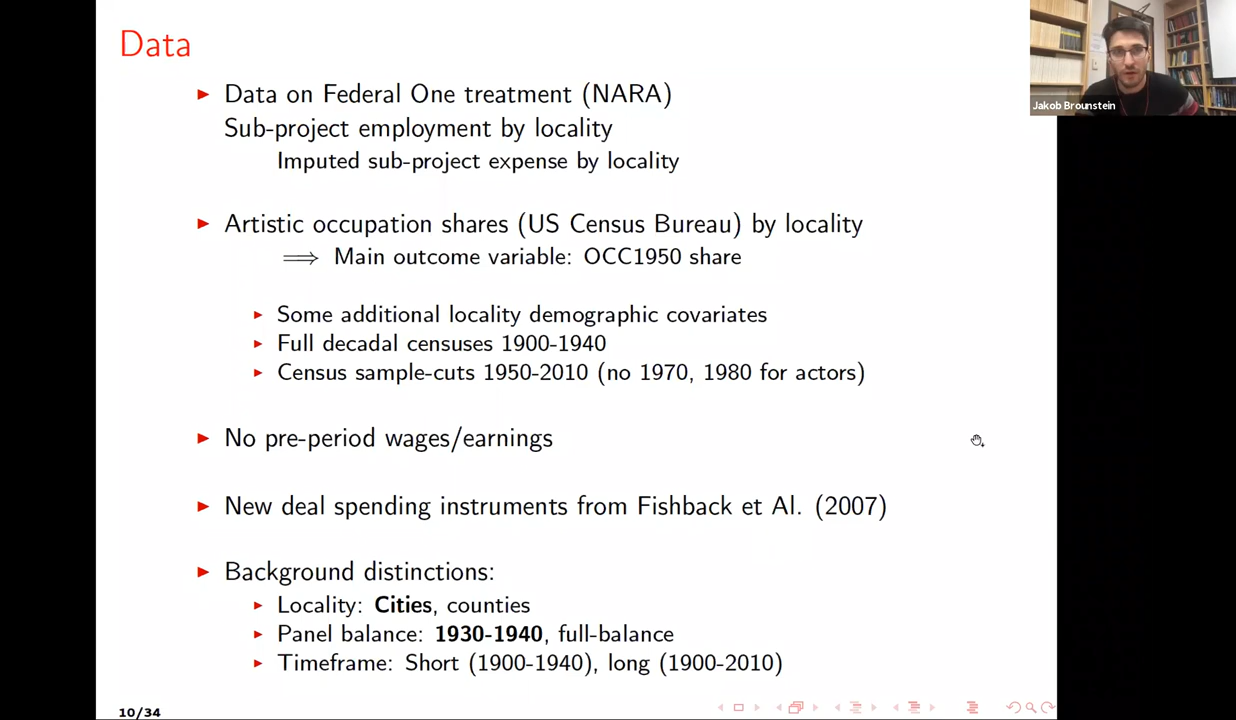 Data
Data on Federal One treatment (NARA)
Sub-project employment by locality
Imputed sub-project expense by locality
Artistic occupation shares (US Census Bureau) by locality
⟹ Main outcome variable: OCC1950 share
Some additional locality demographic covariates
Full decadal censuses 1900-1940
Census sample-cuts 1950-2010 (no 1970, 1980 for actors)
No pre-period wages/earnings
New deal spending instruments from Fishback et Al. (2007)
Background distinctions:
Locality: Cities, counties
Panel balance: 1930-1940, full-balance
Timeframe: Short (1900-1940), long (1900-2010)
10/34
Jakob Brounstein